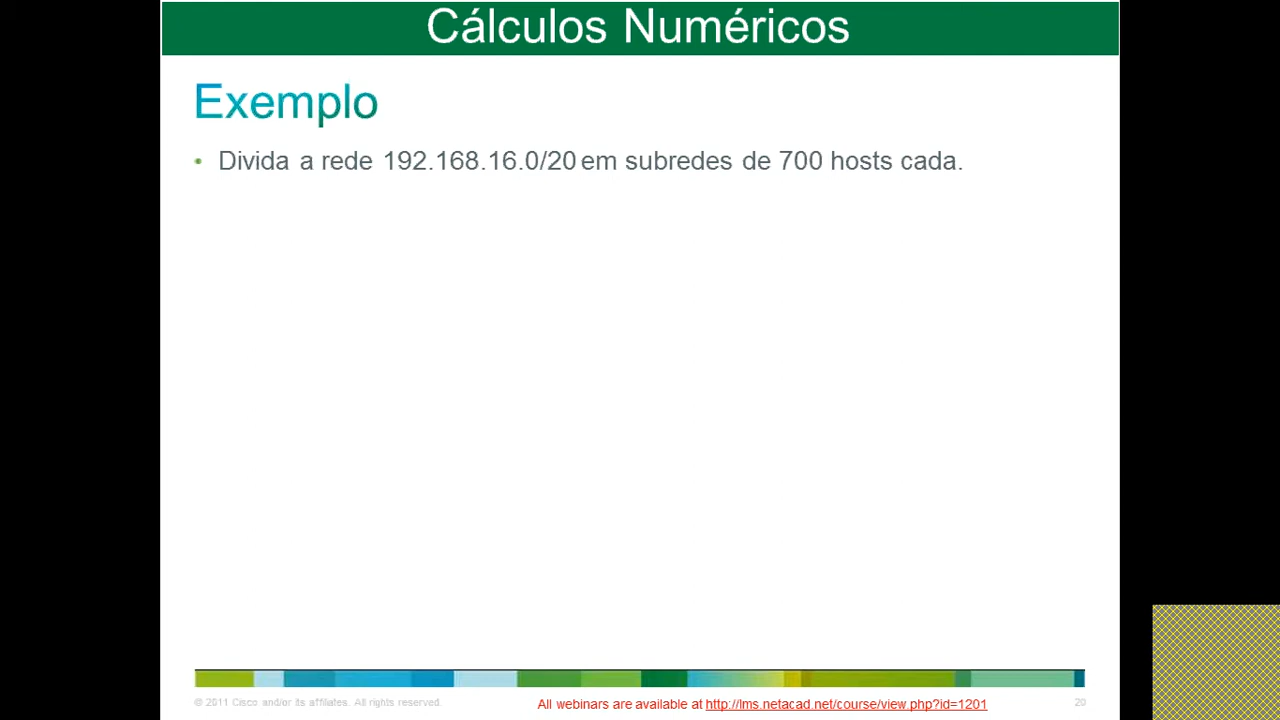 Cálculos Numéricos
Exemplo
• Divida a rede 192.168.16.0/20 em subredes de 700 hosts cada.
© 2011 Cisco and/or its affiliates. All rights reserved.
All webinars are available at http://lms.netacad.net/course/view.php?id=1201
20